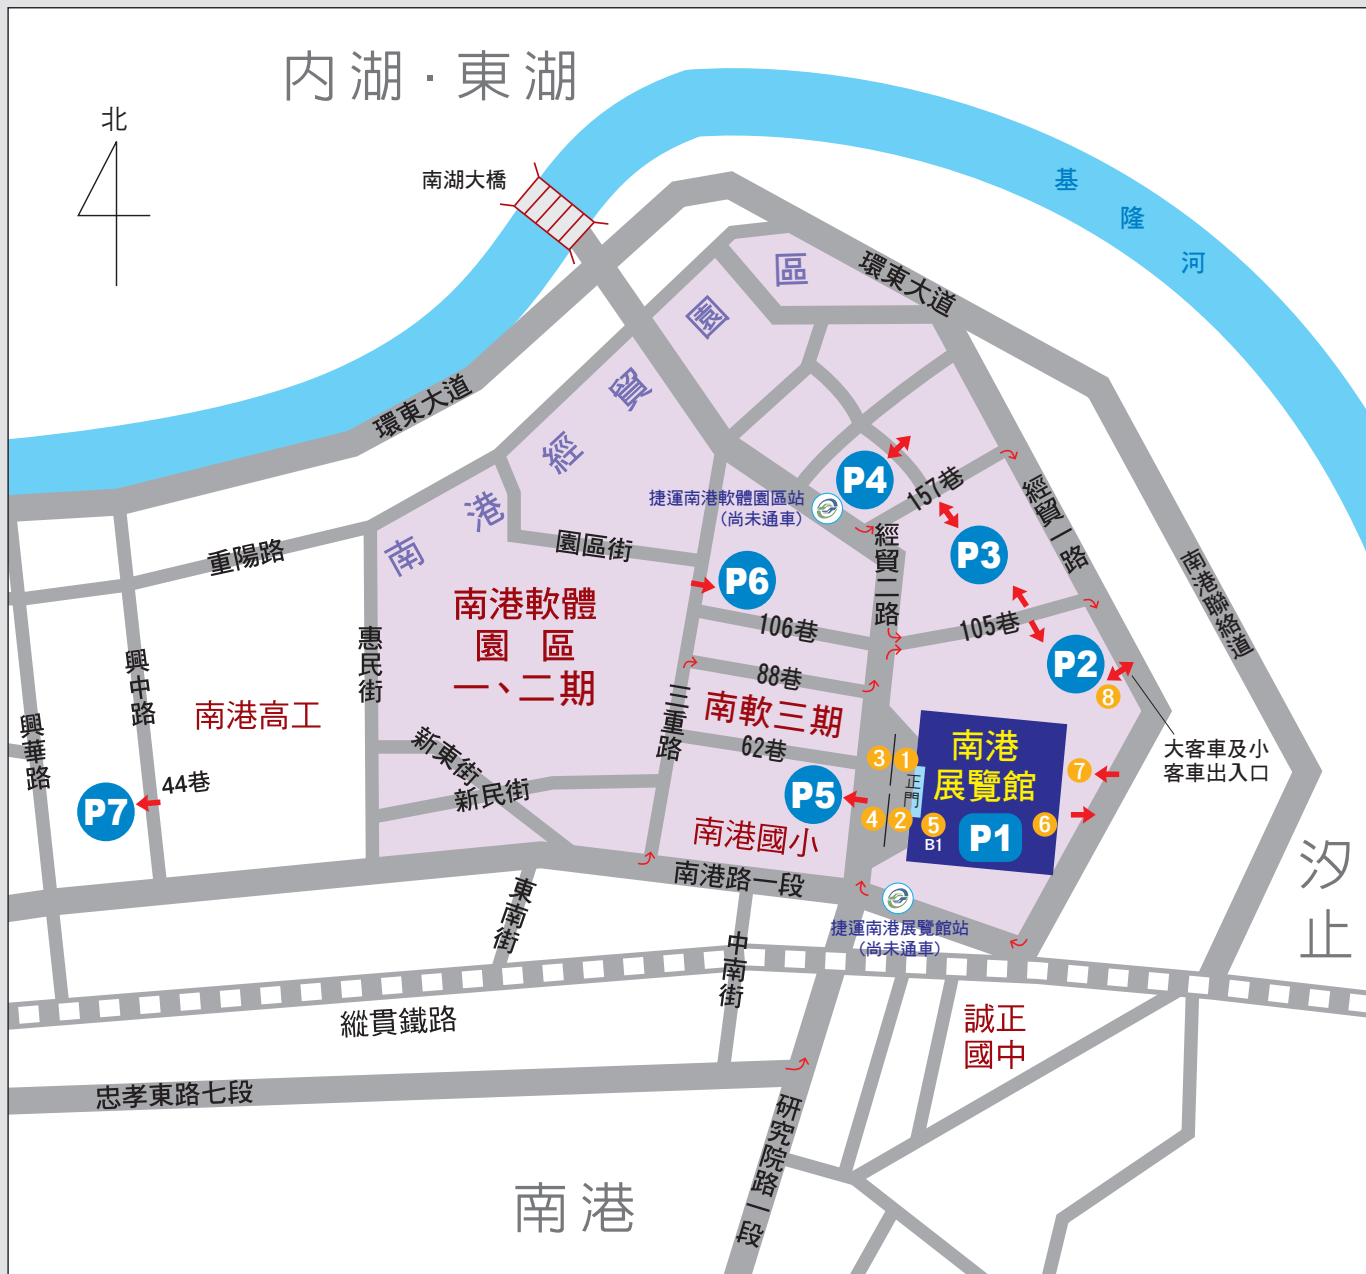 內湖·東湖
北
南湖大橋
基隆河
環東大道
環東大道
南港經貿園區
捷運南港軟體園區站
（尚未通車）
P4
157巷
經貿一路
P3
經貿二路
南港聯絡道
重陽路
園區街
P6
南港軟體
園區
一、二期
106巷
105巷
惠民街
興中路
88巷
P2
8
南港高工
南軟三期
三重路
興華路
62巷
新東街
新民街
3
1
正門
南港
展覽館
7
大客車及小
客車出入口
44巷
P7
P5
4
2
5
B1
P1
6
南港國小
南港路一段
東南街
汐止
捷運南港展覽館站
（尚未通車）
中南街
縱貫鐵路
誠正
國中
忠孝東路七段
研究院路一段
南港